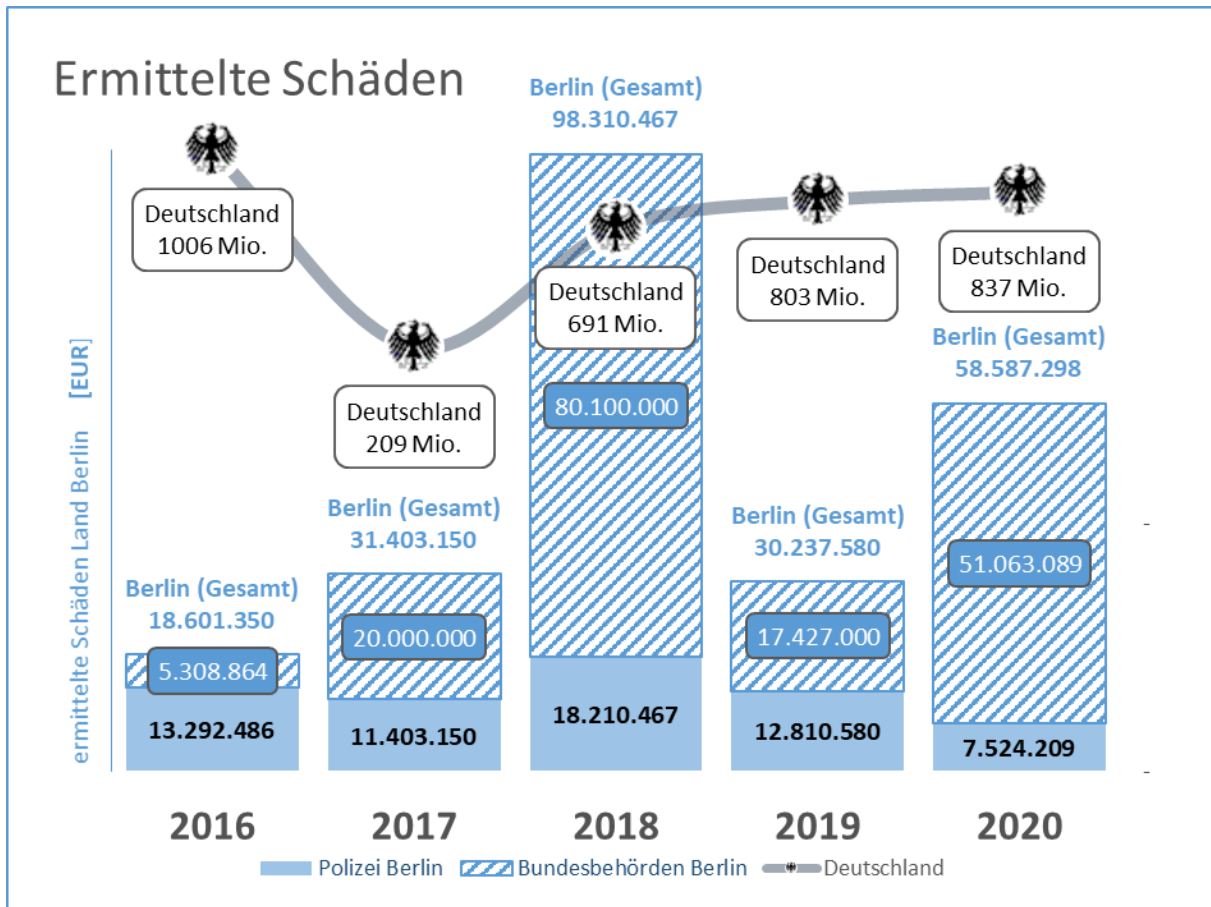 Ermittelte Schäden
Berlin (Gesamt)
98.310.467
Deutschland
1006 Mio.
Deutschland
691 Mio.
Deutschland
803 Mio.
Deutschland
837 Mio.
Berlin (Gesamt)
58.587.298
Deutschland
209 Mio.
80.100.000
Berlin (Gesamt)
31.403.150
Berlin (Gesamt)
30.237.580
Berlin (Gesamt)
18.601.350
51.063.089
20.000.000
17.427.000
5.308.864
13.292.486
11.403.150
18.210.467
12.810.580
7.524.209
ermittelte Schäden Land Berlin [EUR]
2016 2017 2018 2019 2020
Polizei Berlin Bundesbehörden Berlin Deutschland